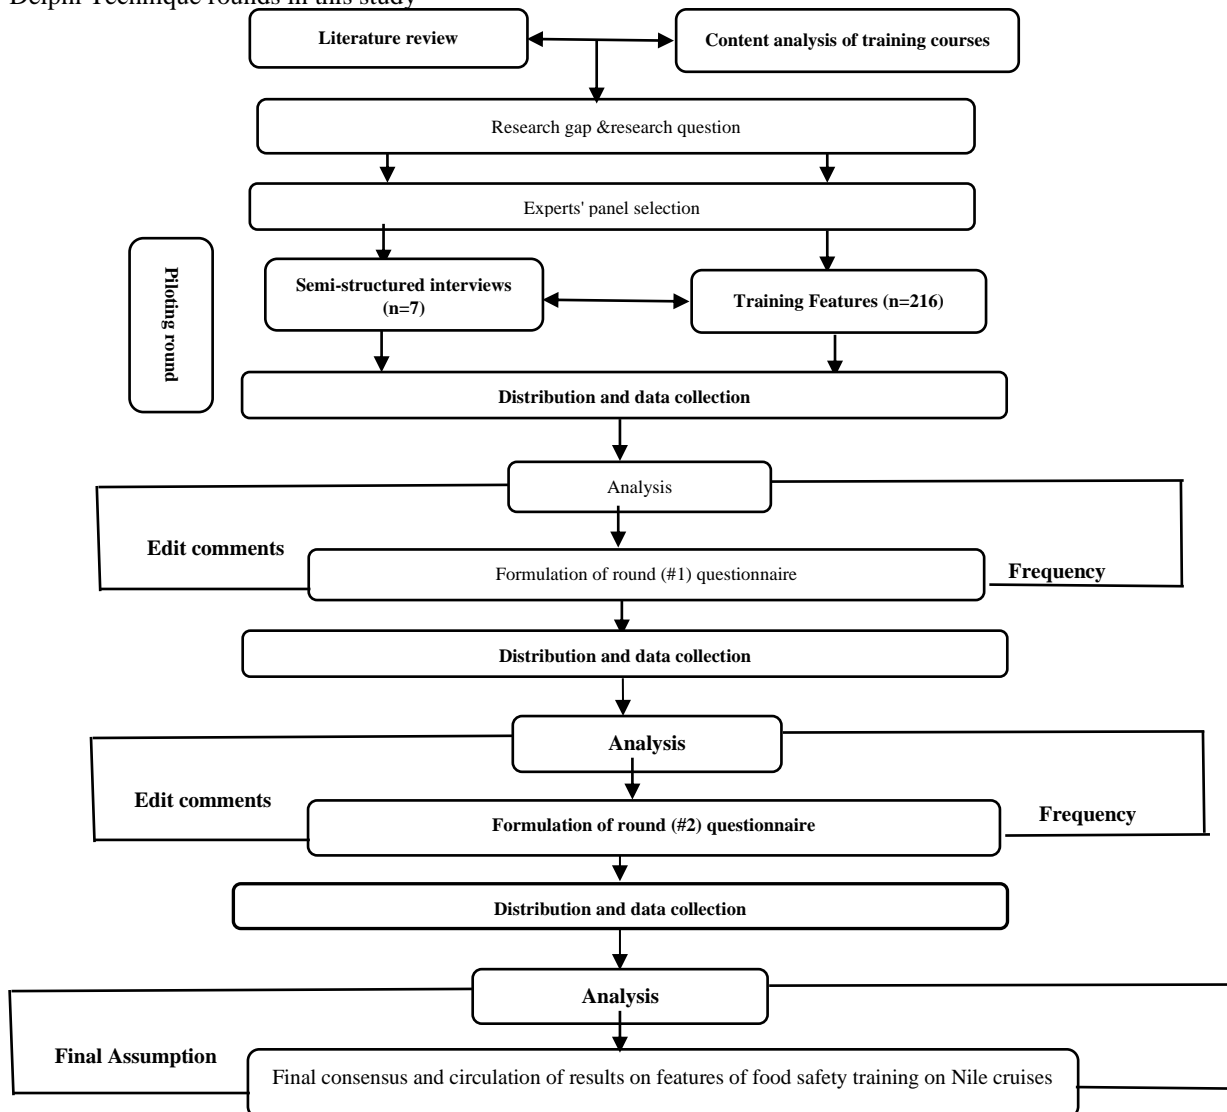 Delphi Technique rounds in this study
Literature review
Content analysis of training courses
Research gap &research question
Experts' panel selection
Piloting round
Semi-structured interviews
(n=7)
Training Features (n=216)
Distribution and data collection
Analysis
Edit comments
Formulation of round (#1) questionnaire
Frequency
Distribution and data collection
Analysis
Edit comments
Formulation of round (#2) questionnaire
Frequency
Distribution and data collection
Analysis
Final Assumption
Final consensus and circulation of results on features of food safety training on Nile cruises